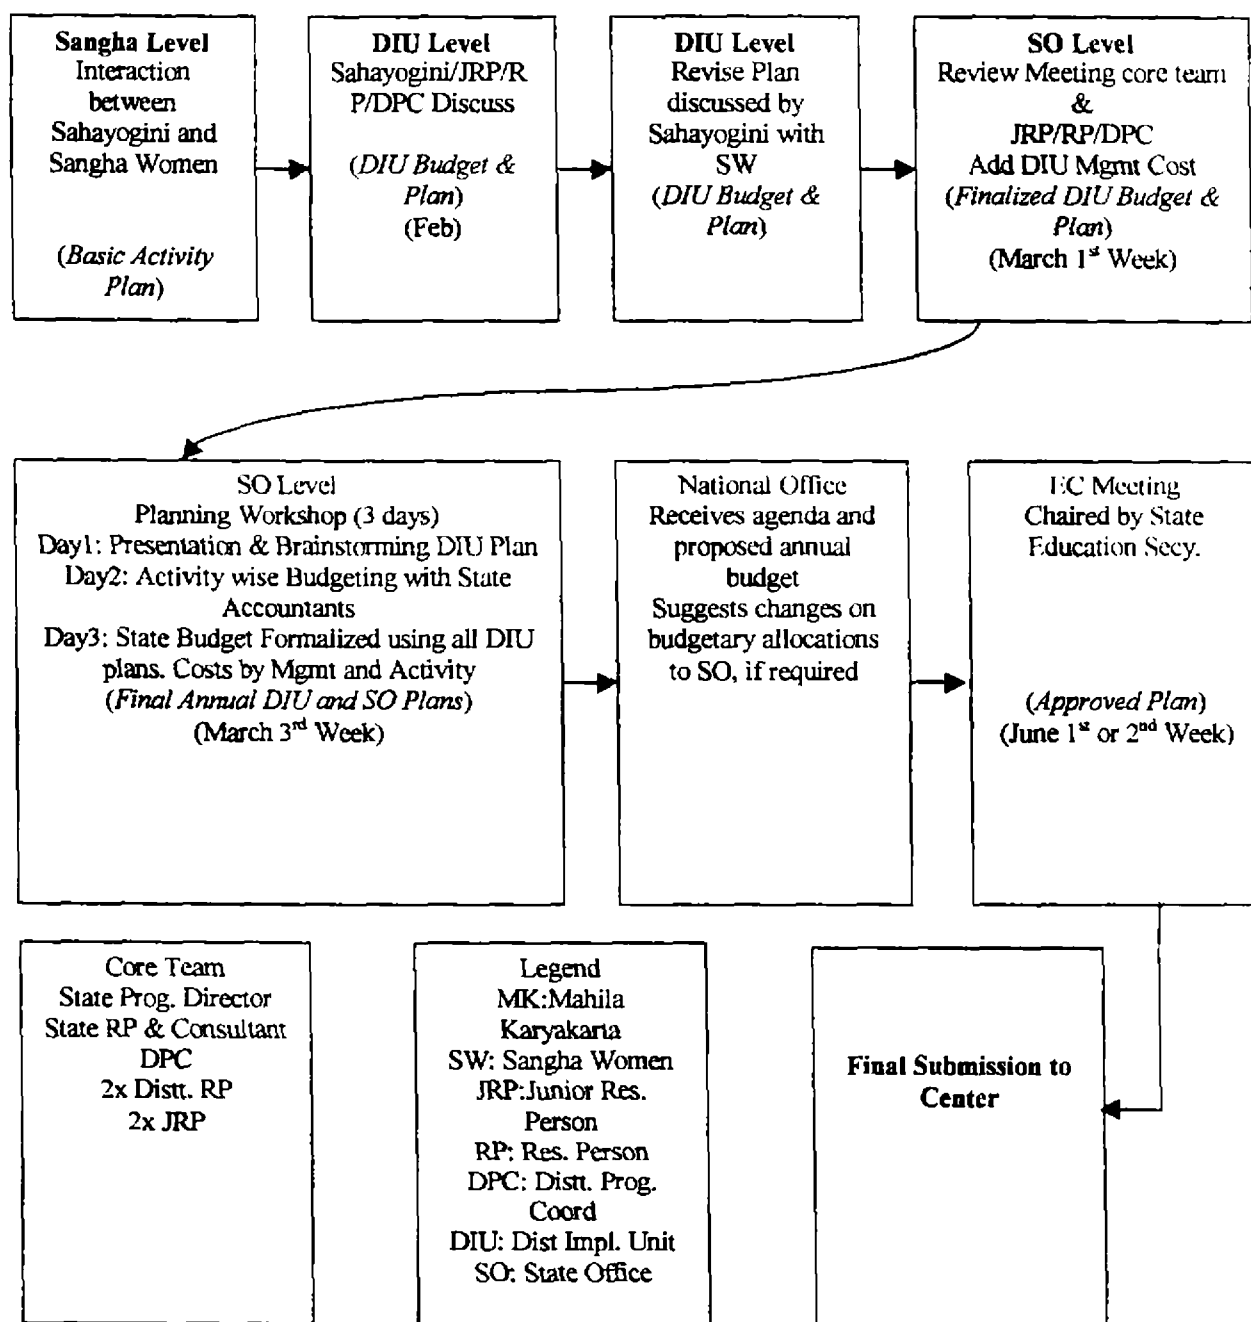 Sangha Level
Interaction
between
Sahayogini and
Sangha Women
(Basic Activity
Plan)
DIU Level
Sahayogini/JRP/R
P/DPC Discuss
(DIU Budget &
Plan)
(Feb)
DIU Level
Revise Plan
discussed by
Sahayogini with
SW
(DIU Budget &
Plan)
SO Level
Review Meeting core team
&
JRP/RP/DPC
Add DIU Mgmt Cost
(Finalized DIU Budget &
Plan)
(March 1st Week)
SO Level
Planning Workshop (3 days)
Day1: Presentation & Brainstorming DIU Plan
Day2: Activity wise Budgeting with State
Accountants
Day3: State Budget Formalized using all DIU
plans. Costs by Mgmt and Activity
(Final Annual DIU and SO Plans)
(March 3rd Week)
National Office
Receives agenda and
proposed annual
budget
Suggests changes on
budgetary allocations
to SO, if required
EC Meeting
Chaired by State
Education Secy.
(Approved Plan)
(June 1st or 2nd Week)
Core Team
State Prog. Director
State RP & Consultant
DPC
2x Distt. RP
2x JRP
Legend
MK:Mahila
Karyakarta
SW: Sangha Women
JRP:Junior Res.
Person
RP: Res. Person
DPC: Distt. Prog.
Coord
DIU: Dist Impl. Unit
SO: State Office
Final Submission to
Center